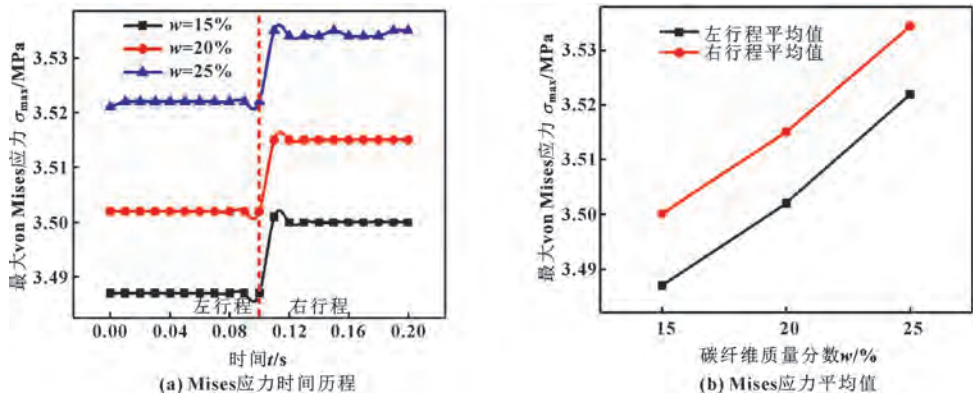 最大von Mises应力 σmax/MPa
3.53
3.52
3.51
3.50
3.49
w=15%
w=20%
w=25%
左行程
右行程
0.00
0.04
0.08
0.12
0.16
0.20
时间t/s
(a) Mises应力时间历程
最大von Mises应力 σmax/MPa
3.53
3.52
3.51
3.50
3.49
左行程平均值
右行程平均值
15
20
25
碳纤维质量分数w/%
(b) Mises应力平均值